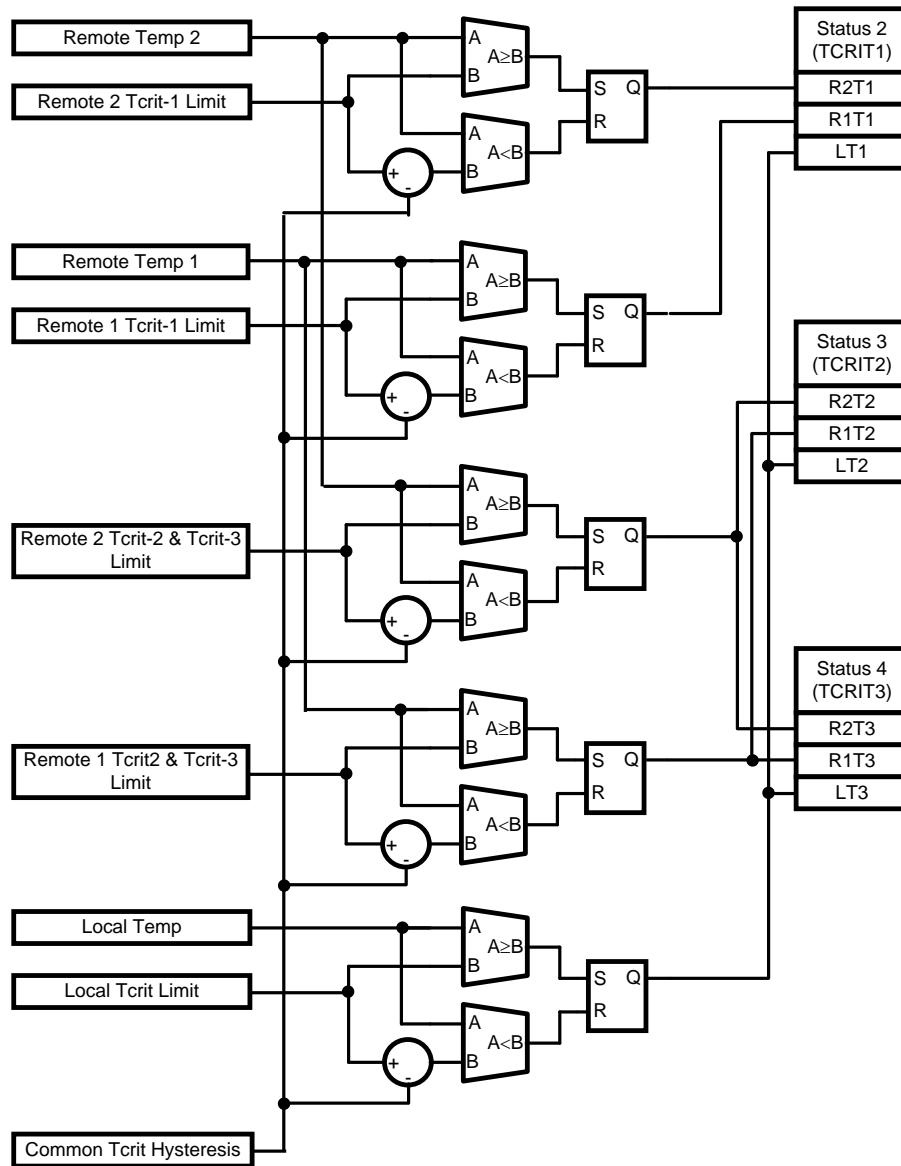 Remote Temp 2
Remote 2 Tcrit-1 Limit
A
B
A≥B
A
B
A<B
+
-
S
R
Q
Status 2
(TCRIT1)
R2T1
R1T1
LT1
Remote Temp 1
Remote 1 Tcrit-1 Limit
A
B
A≥B
A
B
A<B
+
-
S
R
Q
Status 3
(TCRIT2)
R2T2
R1T2
LT2
Remote 2 Tcrit-2 & Tcrit-3
Limit
A
B
A≥B
A
B
A<B
+
-
S
R
Q
Status 4
(TCRIT3)
R2T3
R1T3
LT3
Remote 1 Tcrit2 & Tcrit-3
Limit
A
B
A≥B
A
B
A<B
+
-
S
R
Q
Local Temp
Local Tcrit Limit
A
B
A≥B
A
B
A<B
+
-
S
R
Q
Common Tcrit Hysteresis